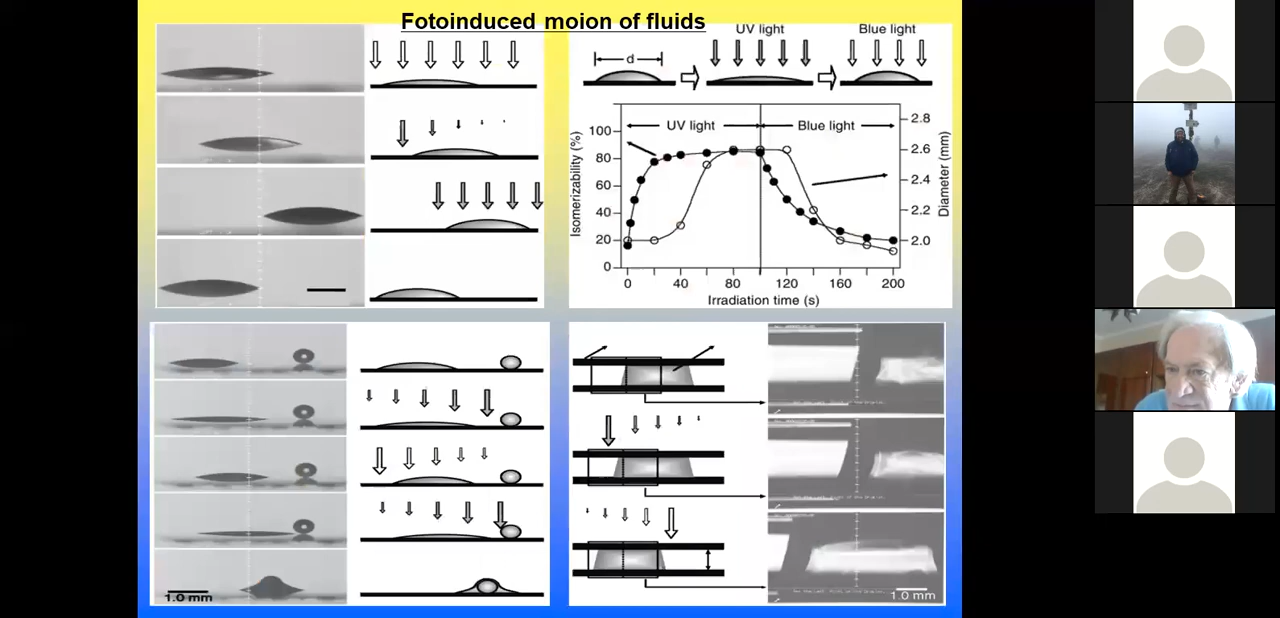 Fotoinduced moion of fluids
UV light
Blue light
d
UV light
Blue light
Isomerizability (%)
100
80
60
40
20
0
2.8
2.6
2.4
2.2
2.0
Diameter (mm)
0 40 80 120 160 200
Irradiation time (s)
1.0 mm
1.0 mm